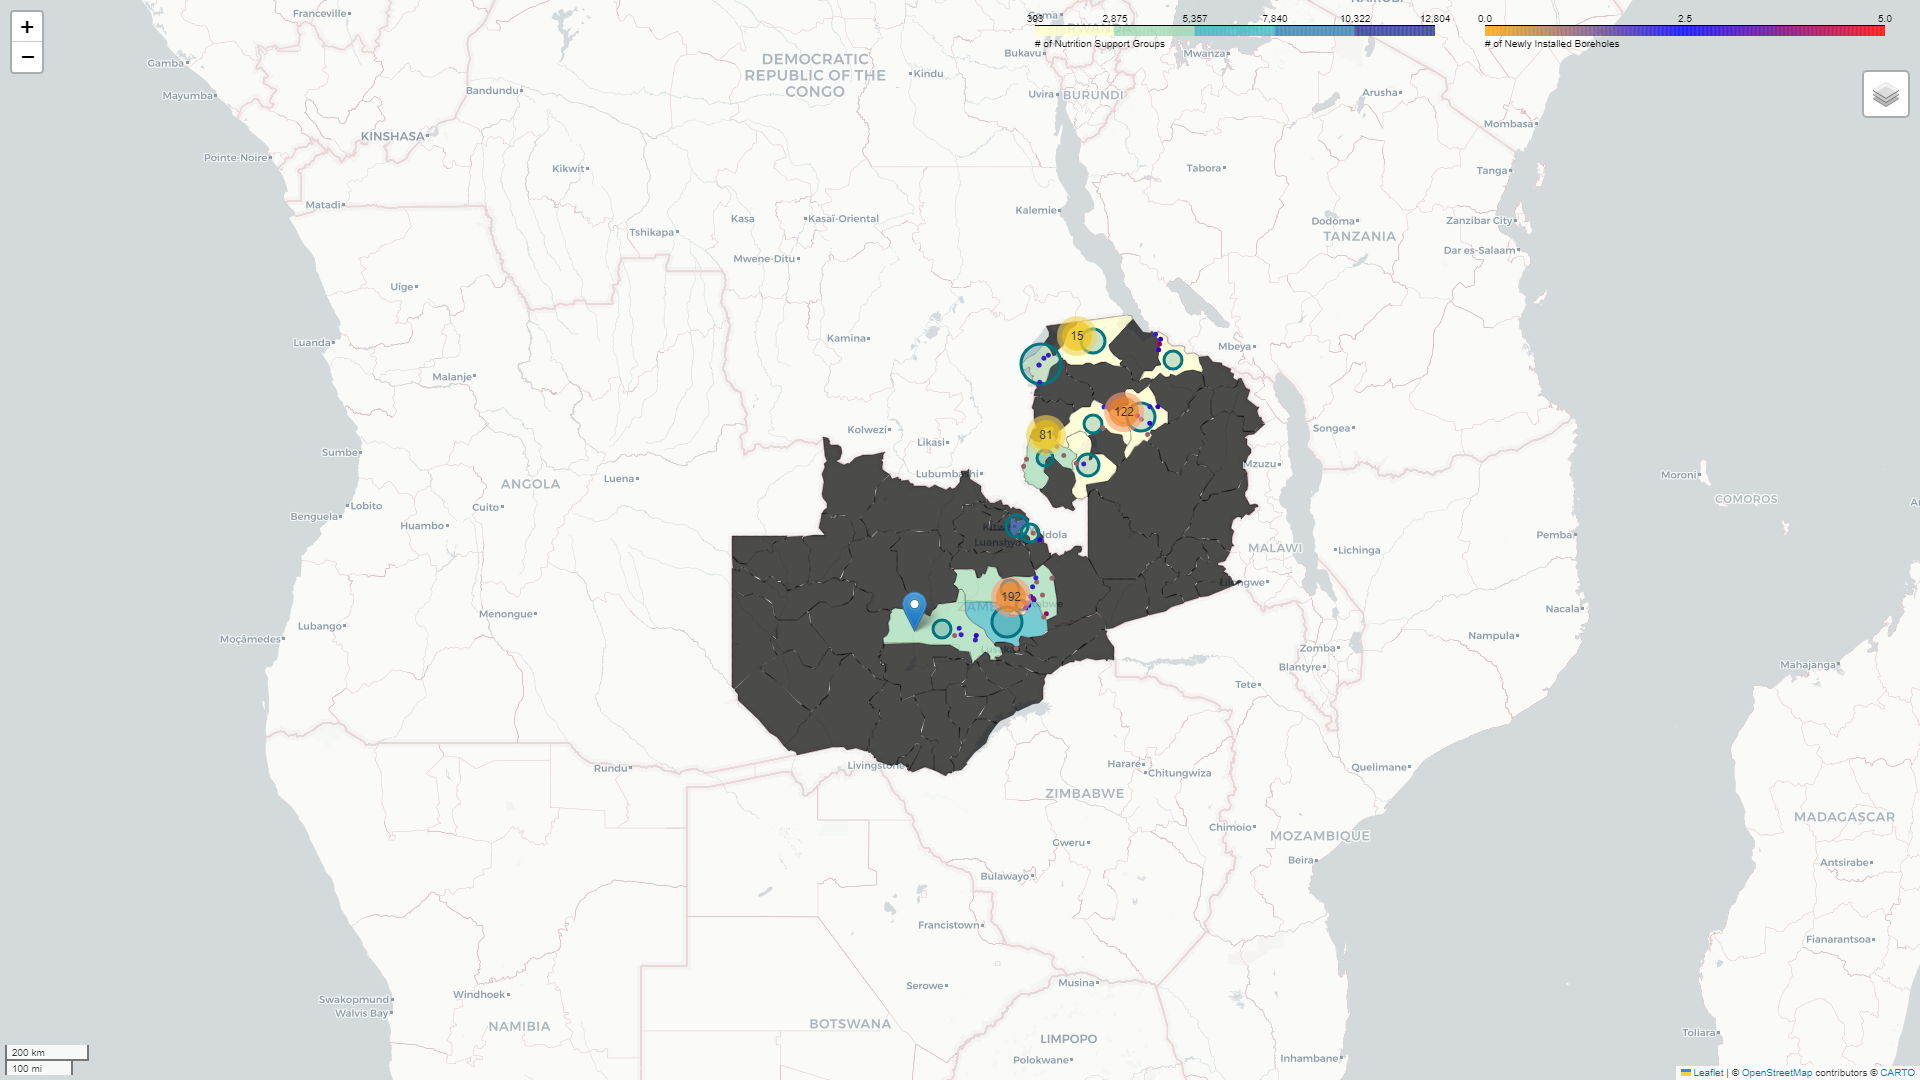 +
−
393 2,875 5,357 7,840 10,322 12,804
# of Nutrition Support Groups
0.0 2.5 5.0
# of Newly Installed Boreholes
Franceville
Goma
RWANDA
Bukavu
Mwanza
Gamba
DEMOCRATIC
REPUBLIC OF THE
CONGO
Kindu
Mayumba
Bandundu
Uvira
BURUNDI
Arusha
KINSHASA
Mombasa
Pointe-Noire
Kikwit
Tabora
Tanga
Matadi
Kasa
Kasaï-Oriental
Kalemie
Tshikapa
Dodoma
Zanzibar City
TANZANIA
Dar es-Salaam
Mwene-Ditu
Uíge
Luanda
Kamina
15
Mbeya
Malanje
122
Kolwezi
Likasi
81
Songea
Sumbe
Lubumbashi
Mzuzu
Moroni
ANGOLA
Luena
COMOROS
Lobito
Cuito
Benguela
Huambo
Kitwe
Ndola
Luanshya
Pemba
MALAWI
Lichinga
Lilongwe
192
Menongue
Nacala
Lubango
Moçâmedes
Nampula
Zomba
Blantyre
Mahajanga
Tete
Livingstone
Rundu
Harare
Chitungwiza
Quelimane
ZIMBABWE
MADAGASCAR
Chimoio
MOZAMBIQUE
Gweru
Beira
Antsirabe
Bulawayo
Francistown
Fianarantsoa
Serowe
Musina
Windhoek
Swakopmund
Walvis Bay
NAMIBIA
BOTSWANA
LIMPOPO
Polokwane
Inhambane
Toliara
200 km
100 mi
Leaflet | © OpenStreetMap contributors © CARTO